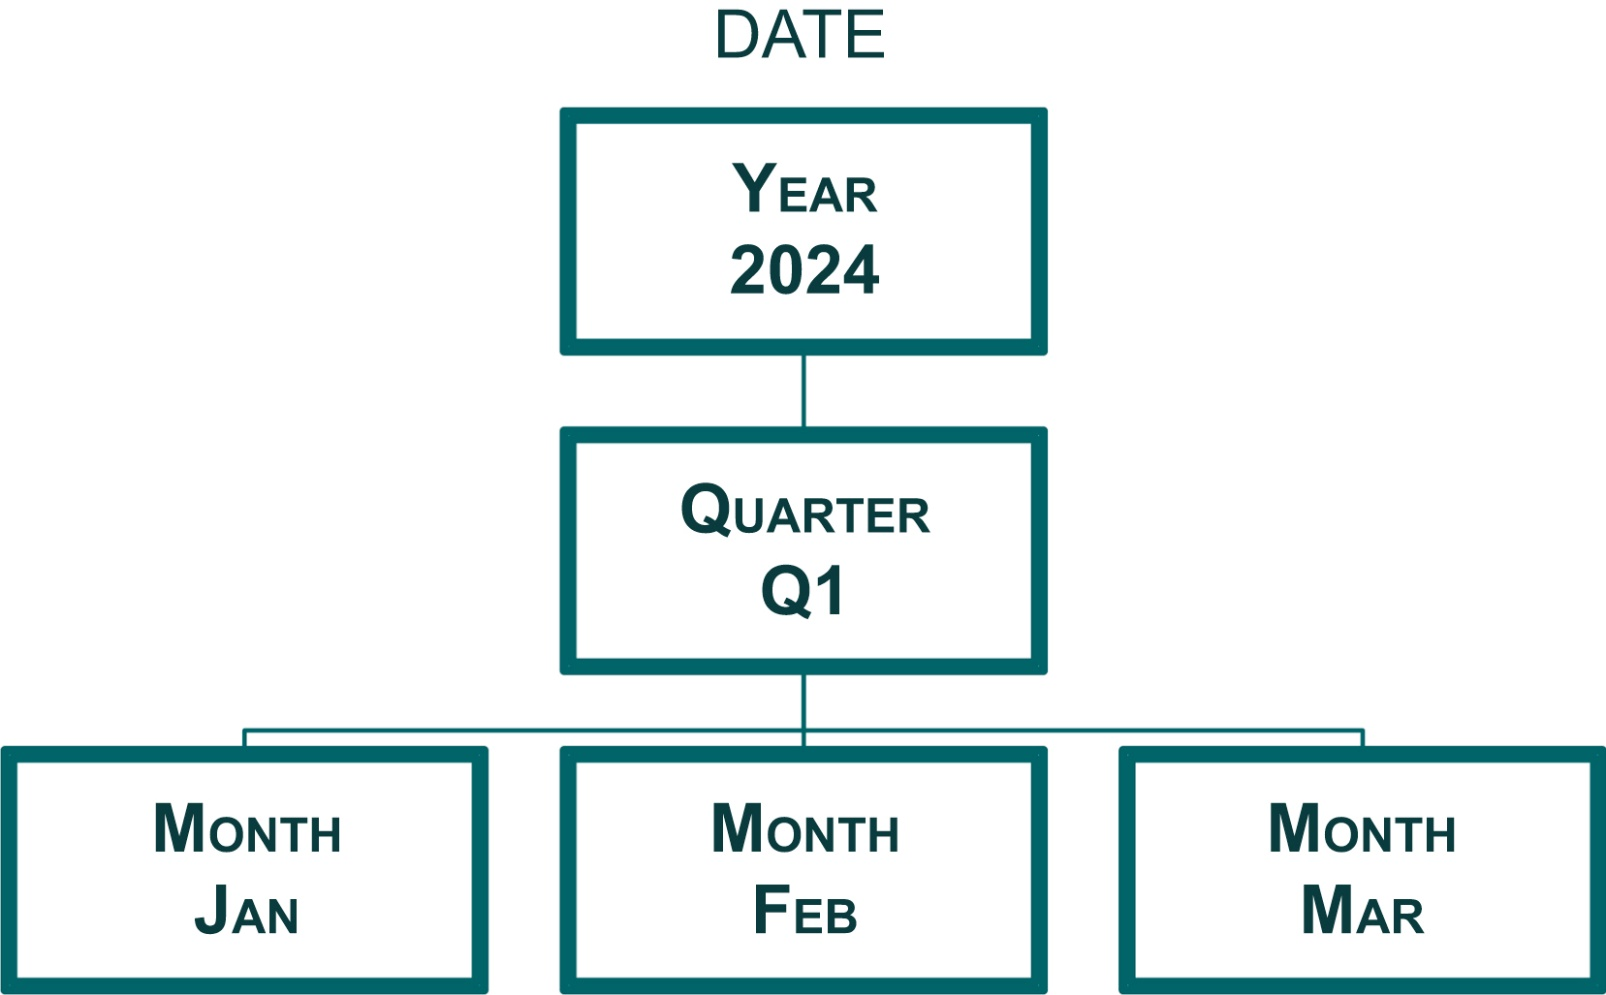 DATE
YEAR
2024
QUARTER
Q1
MONTH
JAN
MONTH
FEB
MONTH
MAR